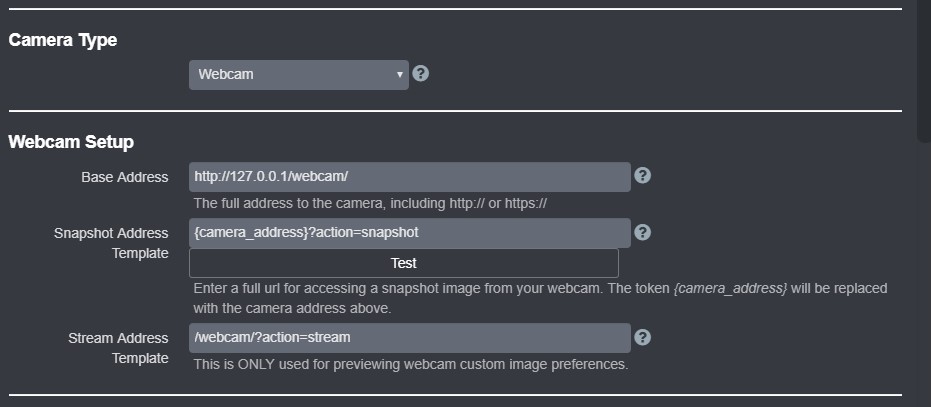 Camera Type
Webcam
Webcam Setup
Base Address
http://127.0.0.1/webcam/
The full address to the camera, including http:// or https://
Snapshot Address
Template
{camera_address}?action=snapshot
Test
Enter a full url for accessing a snapshot image from your webcam. The token {camera_address} will be replaced
with the camera address above.
Stream Address
Template
/webcam/?action=stream
This is ONLY used for previewing webcam custom image preferences.